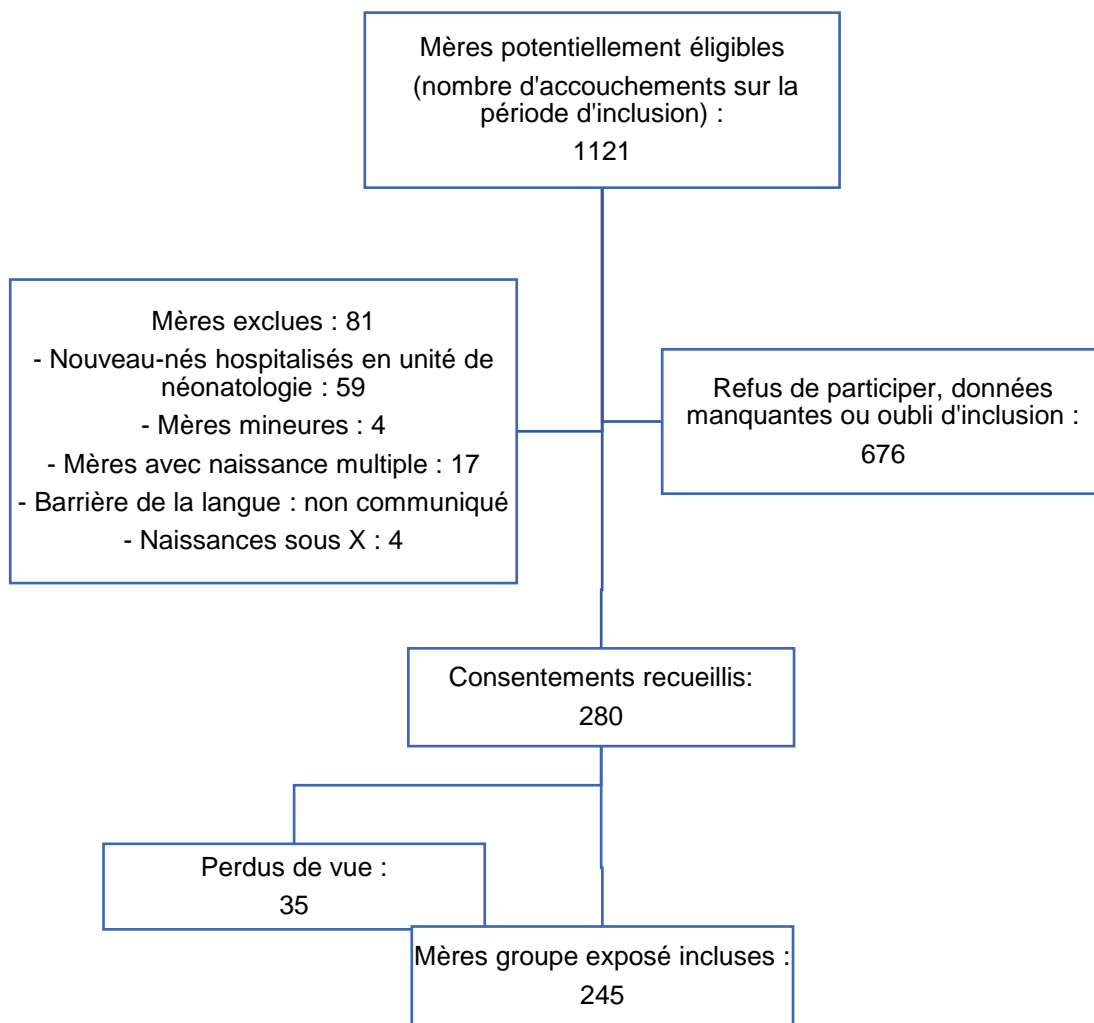 Mères potentiellement éligibles
(nombre d'accouchements sur la
période d'inclusion) :
1121
Mères exclues : 81
- Nouveau-nés hospitalisés en unité de
néonatologie : 59
- Mères mineures : 4
- Mères avec naissance multiple : 17
- Barrière de la langue : non communiqué
- Naissances sous X : 4
Refus de participer, données
manquantes ou oubli d'inclusion :
676
Consentements recueillis:
280
Perdus de vue :
35
Mères groupe exposé incluses :
245